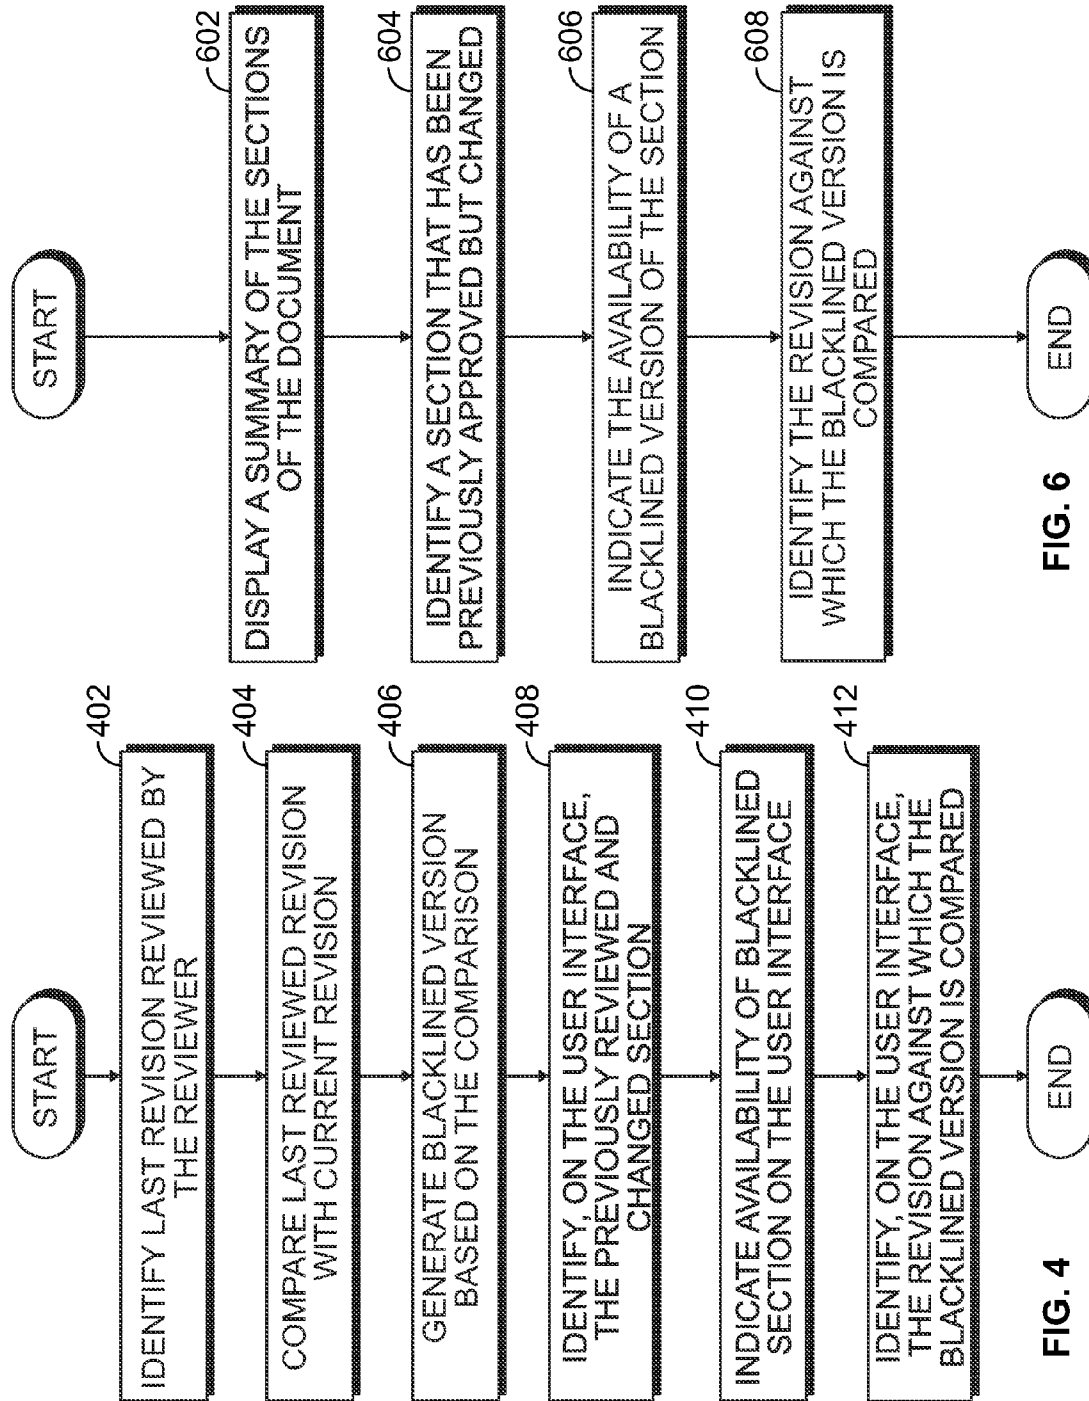 START
402
IDENTIFY LAST REVISION REVIEWED BY
THE REVIEWER
404
COMPARE LAST REVIEWED REVISION
WITH CURRENT REVISION
406
GENERATE BLACKLINED VERSION
BASED ON THE COMPARISON
408
IDENTIFY, ON THE USER INTERFACE,
THE PREVIOUSLY REVIEWED AND
CHANGED SECTION
410
INDICATE AVAILABILITY OF BLACKLINED
SECTION ON THE USER INTERFACE
412
IDENTIFY, ON THE USER INTERFACE,
THE REVISION AGAINST WHICH THE
BLACKLINED VERSION IS COMPARED
END
FIG. 4
START
602
DISPLAY A SUMMARY OF THE SECTIONS
OF THE DOCUMENT
604
IDENTIFY A SECTION THAT HAS BEEN
PREVIOUSLY APPROVED BUT CHANGED
606
INDICATE THE AVAILABILITY OF A
BLACKLINED VERSION OF THE SECTION
608
IDENTIFY THE REVISION AGAINST
WHICH THE BLACKLINED VERSION IS
COMPARED
END
FIG. 6